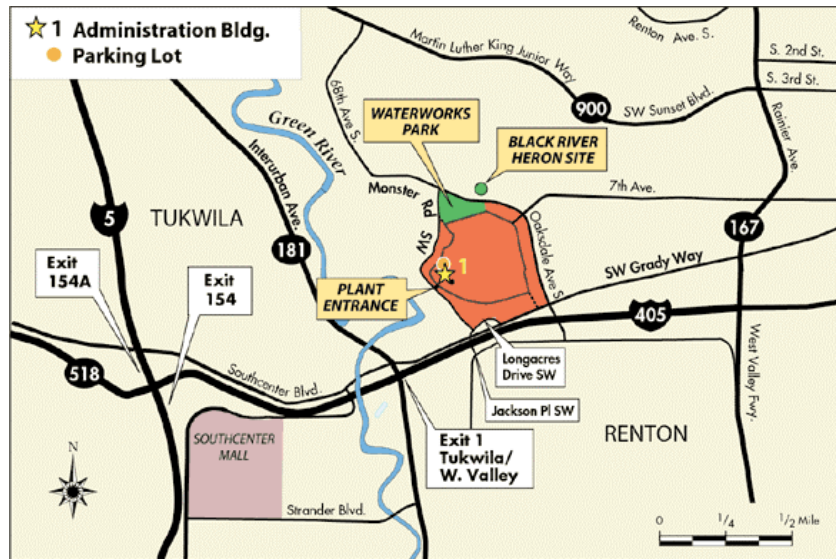 1 Administration Bldg.
Parking Lot
Martin Luther King Junior Way
Renton Ave. S.
S. 2nd St.
S. 3rd St.
900
SW Sunset Blvd.
68th Ave S.
Green River
WATERWORKS
PARK
BLACK RIVER
HERON SITE
Rainier Ave.
Interurban Ave.
Monster Rd SW
7th Ave.
5
TUKWILA
181
Oaksdale Ave S.
167
SW Grady Way
Exit
154A
Exit
154
1
PLANT
ENTRANCE
405
518
Southcenter Blvd.
Longacres
Drive SW
West Valley Fwy.
Jackson Pl SW
SOUTHCENTER
MALL
Exit 1
Tukwila/
W. Valley
RENTON
N
Strander Blvd.
0 1/4 1/2 Mile